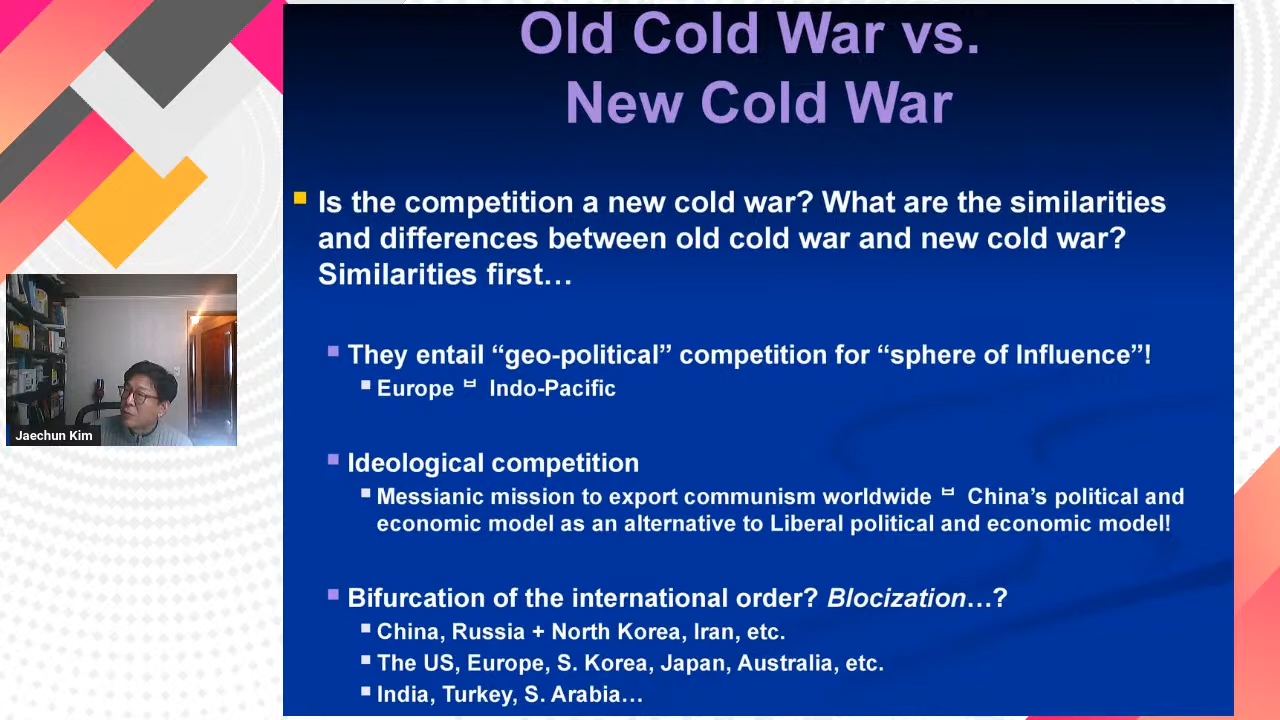 Old Cold War vs.
New Cold War
Is the competition a new cold war? What are the similarities
and differences between old cold war and new cold war?
Similarities first…
They entail “geo-political” competition for “sphere of Influence”!
Europe ㅂ Indo-Pacific
Ideological competition
Messianic mission to export communism worldwide ㅂ China’s political and
economic model as an alternative to Liberal political and economic model!
Bifurcation of the international order? Blocization…?
China, Russia + North Korea, Iran, etc.
The US, Europe, S. Korea, Japan, Australia, etc.
India, Turkey, S. Arabia…
Jaechun Kim